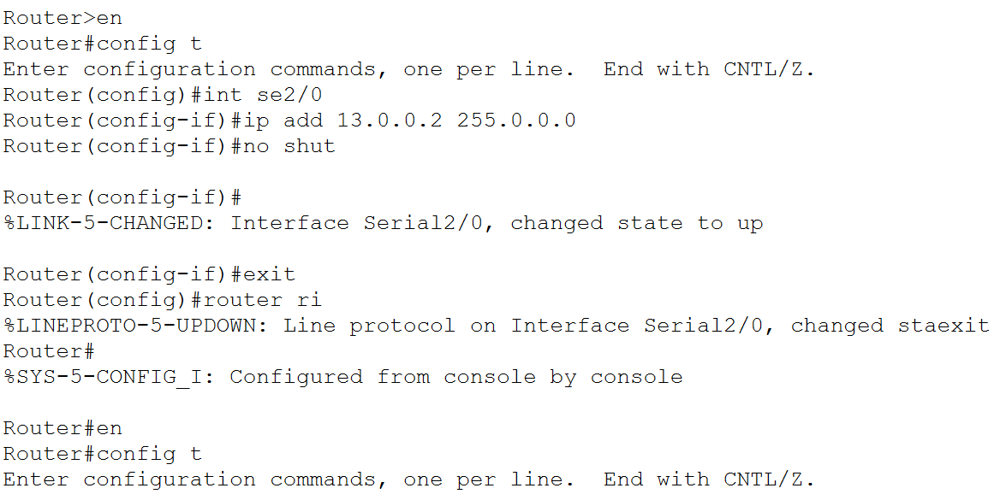 Router>en
Router#config t
Enter configuration commands, one per line.  End with CNTL/Z.
Router(config)#int se2/0
Router(config-if)#ip add 13.0.0.2 255.0.0.0
Router(config-if)#no shut
Router(config-if)#
%LINK-5-CHANGED: Interface Serial2/0, changed state to up
Router(config-if)#exit
Router(config)#router ri
%LINEPROTO-5-UPDOWN: Line protocol on Interface Serial2/0, changed staexit
Router#
%SYS-5-CONFIG_I: Configured from console by console
Router#en
Router#config t
Enter configuration commands, one per line.  End with CNTL/Z.